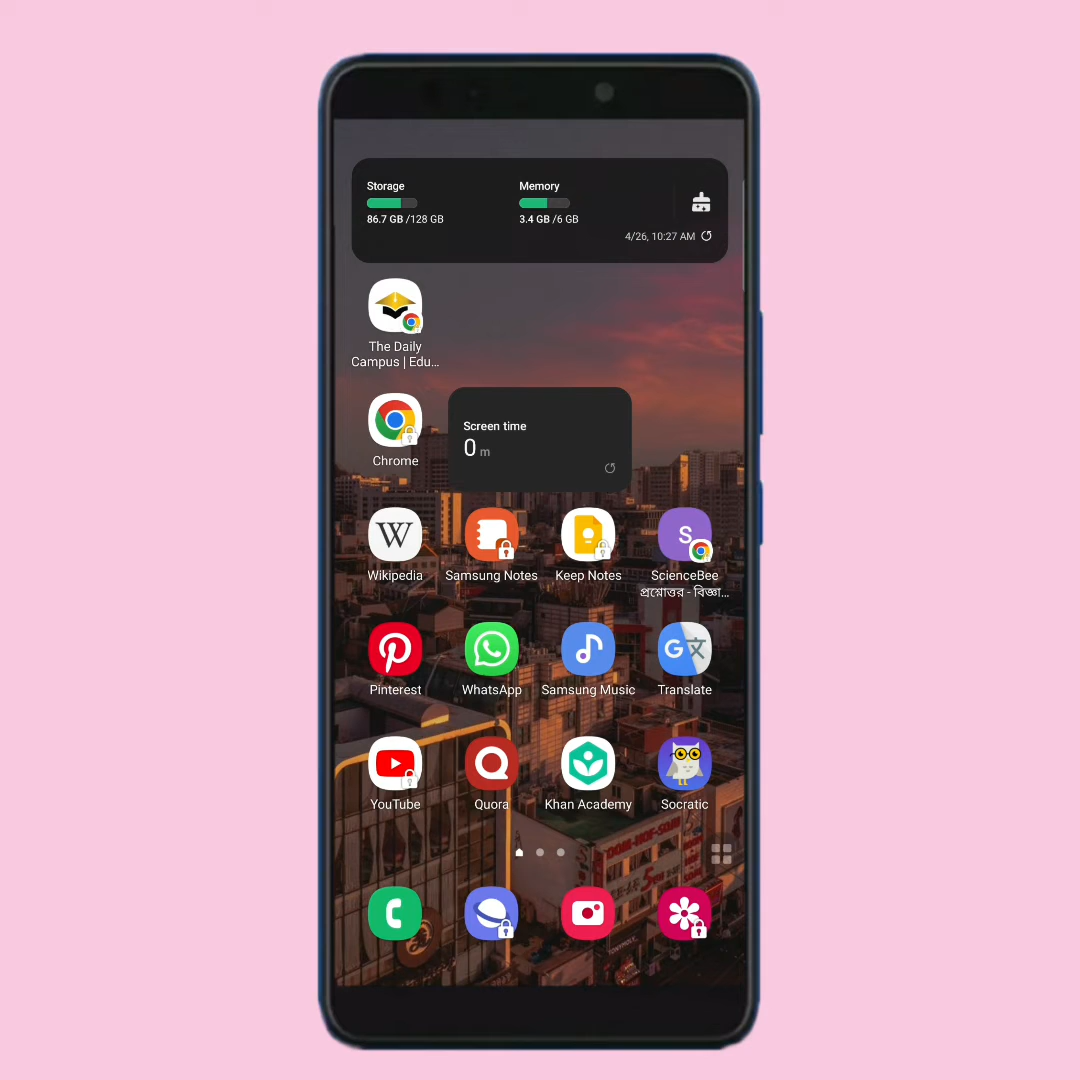 Storage
86.7 GB /128 GB
Memory
3.4 GB /6 GB
4/26, 10:27 AM
The Daily
Campus | Edu...
Chrome
Screen time
0 m
W
S
Wikipedia
Samsung Notes
Keep Notes
ScienceBee
প্রশ্নোত্তর - বিজ্ঞা...
G文
Pinterest
WhatsApp
Samsung Music
Translate
YouTube
Quora
Khan Academy
Socratic